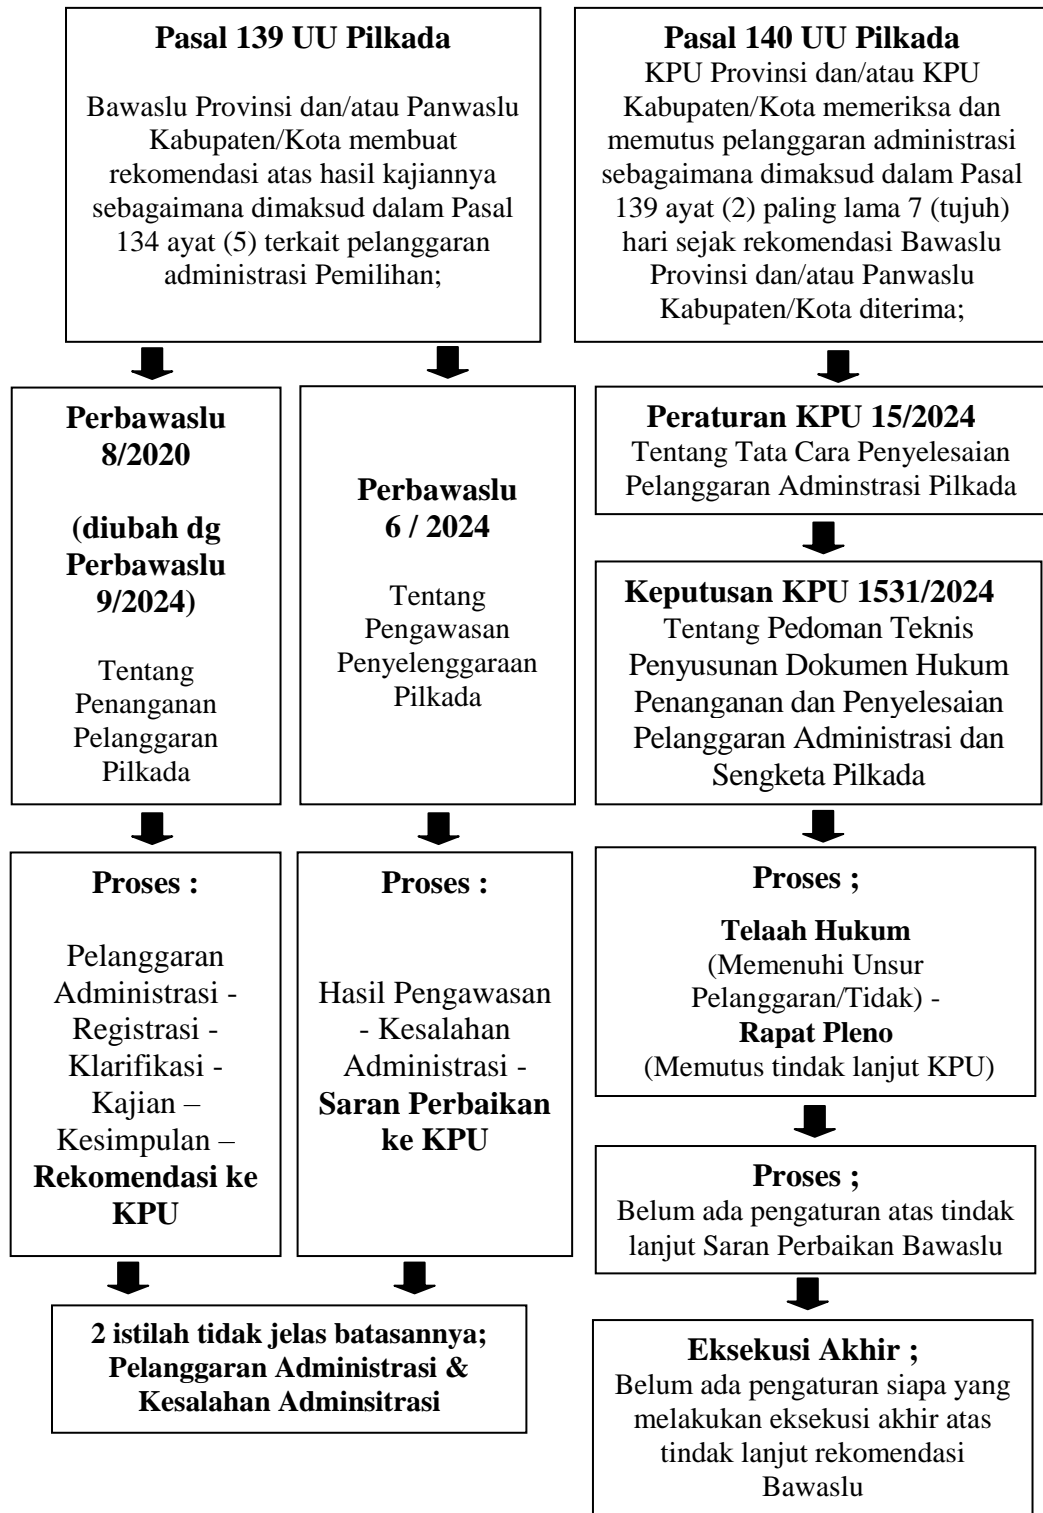 Pasal 139 UU Pilkada
Bawaslu Provinsi dan/atau Panwaslu
Kabupaten/Kota membuat
rekomendasi atas hasil kajiannya
sebagaimana dimaksud dalam Pasal
134 ayat (5) terkait pelanggaran
administrasi Pemilihan;
Pasal 140 UU Pilkada
KPU Provinsi dan/atau KPU
Kabupaten/Kota memeriksa dan
memutus pelanggaran administrasi
sebagaimana dimaksud dalam Pasal
139 ayat (2) paling lama 7 (tujuh)
hari sejak rekomendasi Bawaslu
Provinsi dan/atau Panwaslu
Kabupaten/Kota diterima;
Perbawaslu
8/2020
(diubah dg
Perbawaslu
9/2024)
Tentang
Penanganan
Pelanggaran
Pilkada
Perbawaslu
6 / 2024
Tentang
Pengawasan
Penyelenggaraan
Pilkada
Peraturan KPU 15/2024
Tentang Tata Cara Penyelesaian
Pelanggaran Adminstrasi Pilkada
Keputusan KPU 1531/2024
Tentang Pedoman Teknis
Penyusunan Dokumen Hukum
Penanganan dan Penyelesaian
Pelanggaran Administrasi dan
Sengketa Pilkada
Proses :
Pelanggaran
Administrasi -
Registrasi -
Klarifikasi -
Kajian –
Kesimpulan –
Rekomendasi ke
KPU
Proses :
Hasil Pengawasan
- Kesalahan
Administrasi -
Saran Perbaikan
ke KPU
Proses ;
Telaah Hukum
(Memenuhi Unsur
Pelanggaran/Tidak) -
Rapat Pleno
(Memutus tindak lanjut KPU)
Proses ;
Belum ada pengaturan atas tindak
lanjut Saran Perbaikan Bawaslu
2 istilah tidak jelas batasannya;
Pelanggaran Administrasi &
Kesalahan Adminsitrasi
Eksekusi Akhir ;
Belum ada pengaturan siapa yang
melakukan eksekusi akhir atas
tindak lanjut rekomendasi
Bawaslu